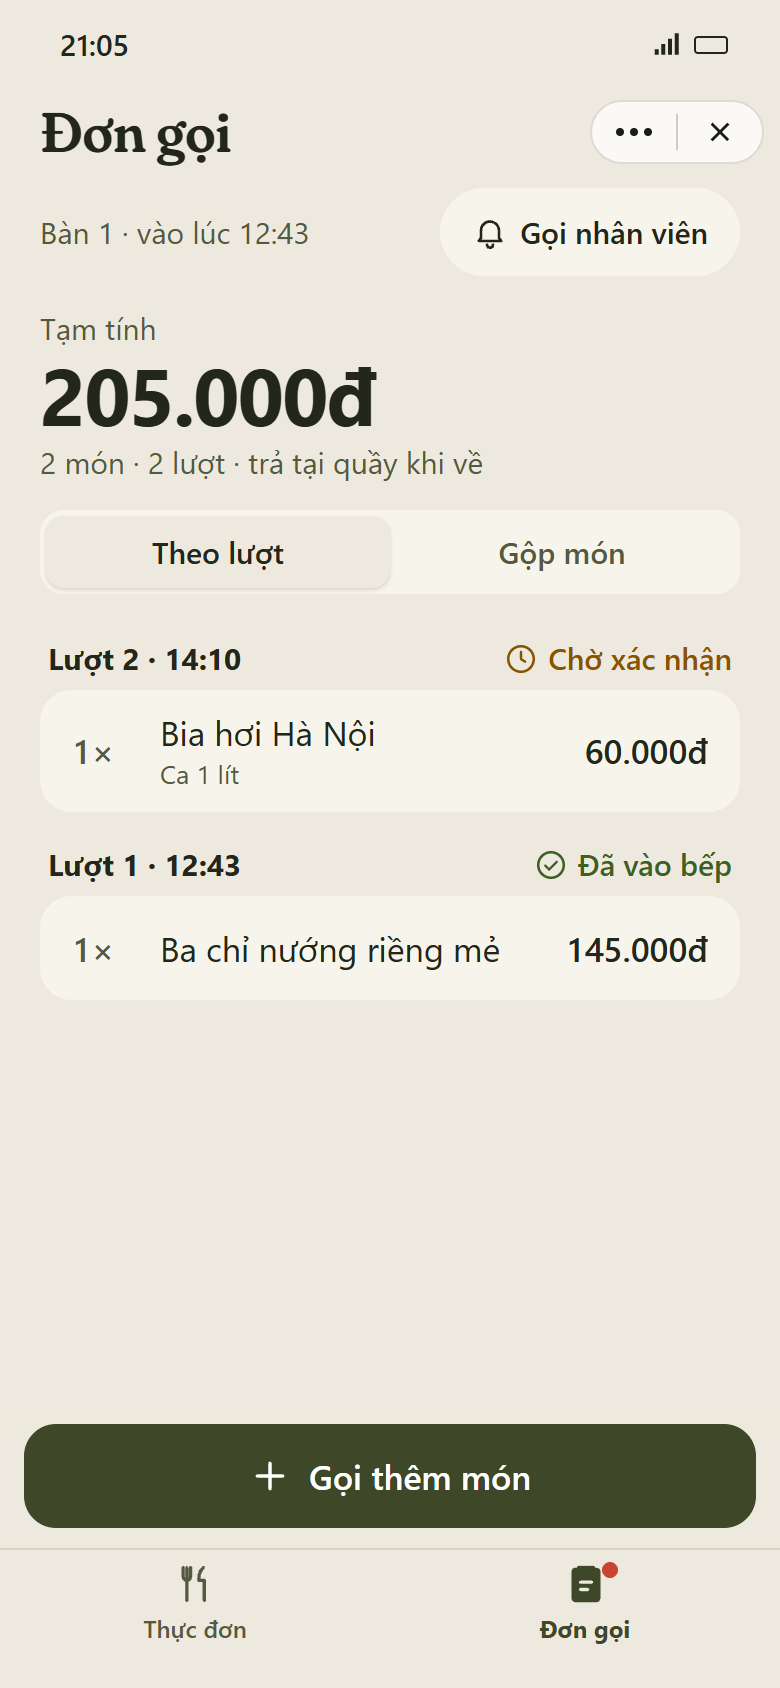 21:05
Đơn gọi
Bàn 1 · vào lúc 12:43
Gọi nhân viên
Tạm tính
205.000đ
2 món · 2 lượt · trả tại quầy khi về
Theo lượt
Gộp món
Lượt 2 · 14:10
Chờ xác nhận
1×
Bia hơi Hà Nội
Ca 1 lít
60.000đ
Lượt 1 · 12:43
Đã vào bếp
1×
Ba chỉ nướng riềng mẻ
145.000đ
Gọi thêm món
Thực đơn
Đơn gọi